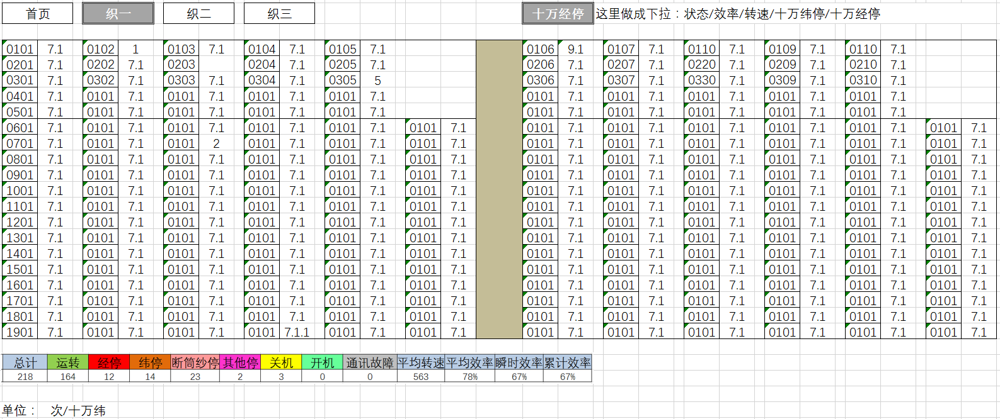 首页 织一 织二 织三 十万经停 这里做成下拉：状态/效率/转速/十万纬停/十万经停
0101 7.1 0102 1 0103 7.1 0104 7.1 0105 7.1 0106 9.1 0107 7.1 0110 7.1 0109 7.1 0110 7.1
0201 7.1 0202 7.1 0203 0204 7.1 0205 7.1 0206 7.1 0207 7.1 0220 7.1 0209 7.1 0210 7.1
0301 7.1 0302 7.1 0303 7.1 0304 7.1 0305 5 0306 7.1 0307 7.1 0330 7.1 0309 7.1 0310 7.1
0401 7.1 0101 7.1 0101 7.1 0101 7.1 0101 7.1 0101 7.1 0101 7.1 0101 7.1 0101 7.1 0101 7.1
0501 7.1 0101 7.1 0101 7.1 0101 7.1 0101 7.1 0101 7.1 0101 7.1 0101 7.1 0101 7.1 0101 7.1
0601 7.1 0101 7.1 0101 7.1 0101 7.1 0101 7.1 0101 7.1 0101 7.1 0101 7.1 0101 7.1 0101 7.1 0101 7.1 0101 7.1
0701 7.1 0101 7.1 0101 2 0101 7.1 0101 7.1 0101 7.1 0101 7.1 0101 7.1 0101 7.1 0101 7.1 0101 7.1 0101 7.1
0801 7.1 0101 7.1 0101 7.1 0101 7.1 0101 7.1 0101 7.1 0101 7.1 0101 7.1 0101 7.1 0101 7.1 0101 7.1 0101 7.1
0901 7.1 0101 7.1 0101 7.1 0101 7.1 0101 7.1 0101 7.1 0101 7.1 0101 7.1 0101 7.1 0101 7.1 0101 7.1 0101 7.1
1001 7.1 0101 7.1 0101 7.1 0101 7.1 0101 7.1 0101 7.1 0101 7.1 0101 7.1 0101 7.1 0101 7.1 0101 7.1 0101 7.1
1101 7.1 0101 7.1 0101 7.1 0101 7.1 0101 7.1 0101 7.1 0101 7.1 0101 7.1 0101 7.1 0101 7.1 0101 7.1 0101 7.1
1201 7.1 0101 7.1 0101 7.1 0101 7.1 0101 7.1 0101 7.1 0101 7.1 0101 7.1 0101 7.1 0101 7.1 0101 7.1 0101 7.1
1301 7.1 0101 7.1 0101 7.1 0101 7.1 0101 7.1 0101 7.1 0101 7.1 0101 7.1 0101 7.1 0101 7.1 0101 7.1 0101 7.1
1401 7.1 0101 7.1 0101 7.1 0101 7.1 0101 7.1 0101 7.1 0101 7.1 0101 7.1 0101 7.1 0101 7.1 0101 7.1 0101 7.1
1501 7.1 0101 7.1 0101 7.1 0101 7.1 0101 7.1 0101 7.1 0101 7.1 0101 7.1 0101 7.1 0101 7.1 0101 7.1 0101 7.1
1601 7.1 0101 7.1 0101 7.1 0101 7.1 0101 7.1 0101 7.1 0101 7.1 0101 7.1 0101 7.1 0101 7.1 0101 7.1 0101 7.1
1701 7.1 0101 7.1 0101 7.1 0101 7.1 0101 7.1 0101 7.1 0101 7.1 0101 7.1 0101 7.1 0101 7.1 0101 7.1 0101 7.1
1801 7.1 0101 7.1 0101 7.1 0101 7.1 0101 7.1 0101 7.1 0101 7.1 0101 7.1 0101 7.1 0101 7.1 0101 7.1 0101 7.1
1901 7.1 0101 7.1 0101 7.1 0101 7.1.1 0101 7.1 0101 7.1 0101 7.1 0101 7.1 0101 7.1 0101 7.1 0101 7.1 0101 7.1
总计 运转 经停 纬停 断筒纱停 其他停 关机 开机 通讯故障 平均转速 平均效率 瞬时效率 累计效率
218 164 12 14 23 2 3 0 0 563 78% 67% 67%
单位： 次/十万纬